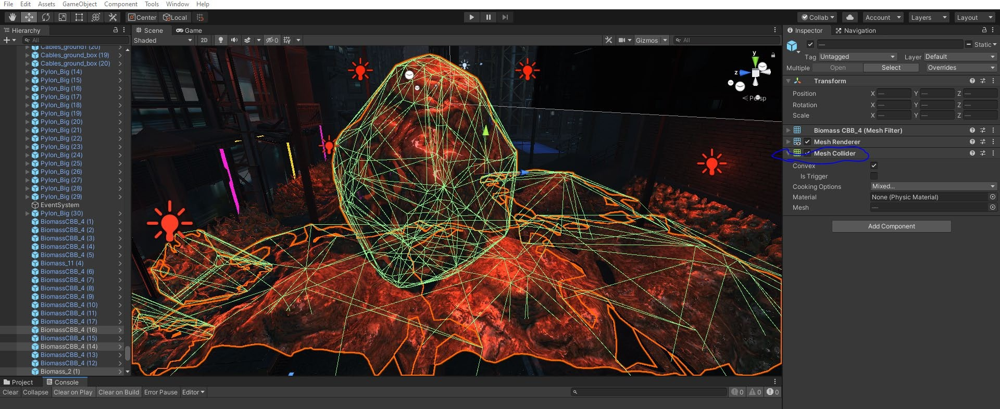 File Edit Assets GameObject Component Tools Window Help
Center Local Collab Account Layers Layout
Hierarchy
All
Cables_ground1 (20)
Cables_ground_box (19)
Cables_ground_box (20)
Pylon_Big (14)
Pylon_Big (15)
Pylon_Big (16)
Pylon_Big (17)
Pylon_Big (18)
Pylon_Big (19)
Pylon_Big (20)
Pylon_Big (21)
Pylon_Big (22)
Pylon_Big (23)
Pylon_Big (24)
Pylon_Big (25)
Pylon_Big (26)
Pylon_Big (27)
Pylon_Big (28)
Pylon_Big (29)
EventSystem
Pylon_Big (30)
BiomassCBB_4 (1)
BiomassCBB_4 (2)
BiomassCBB_4 (3)
BiomassCBB_4 (4)
BiomassCBB_4 (5)
Biomass_11 (4)
BiomassCBB_4 (6)
BiomassCBB_4 (7)
BiomassCBB_4 (8)
BiomassCBB_4 (9)
BiomassCBB_4 (10)
BiomassCBB_4 (11)
BiomassCBB_4 (17)
BiomassCBB_4 (16)
BiomassCBB_4 (15)
BiomassCBB_4 (14)
BiomassCBB_4 (13)
BiomassCBB_4 (12)
Biomass_2 (1)
Scene Game
Shaded 2D 0 Gizmos All
y
z
Persp
Inspector Navigation
— Static
Tag Untagged Layer Default
Multiple Open Select Overrides
Transform
Position X — Y — Z —
Rotation X — Y — Z —
Scale X — Y — Z —
Biomass CBB_4 (Mesh Filter)
Mesh Renderer
Mesh Collider
Convex
Is Trigger
Cooking Options Mixed...
Material None (Physic Material)
Mesh —
Add Component
Project Console
Clear Collapse Clear on Play Clear on Build Error Pause Editor 0 0 0